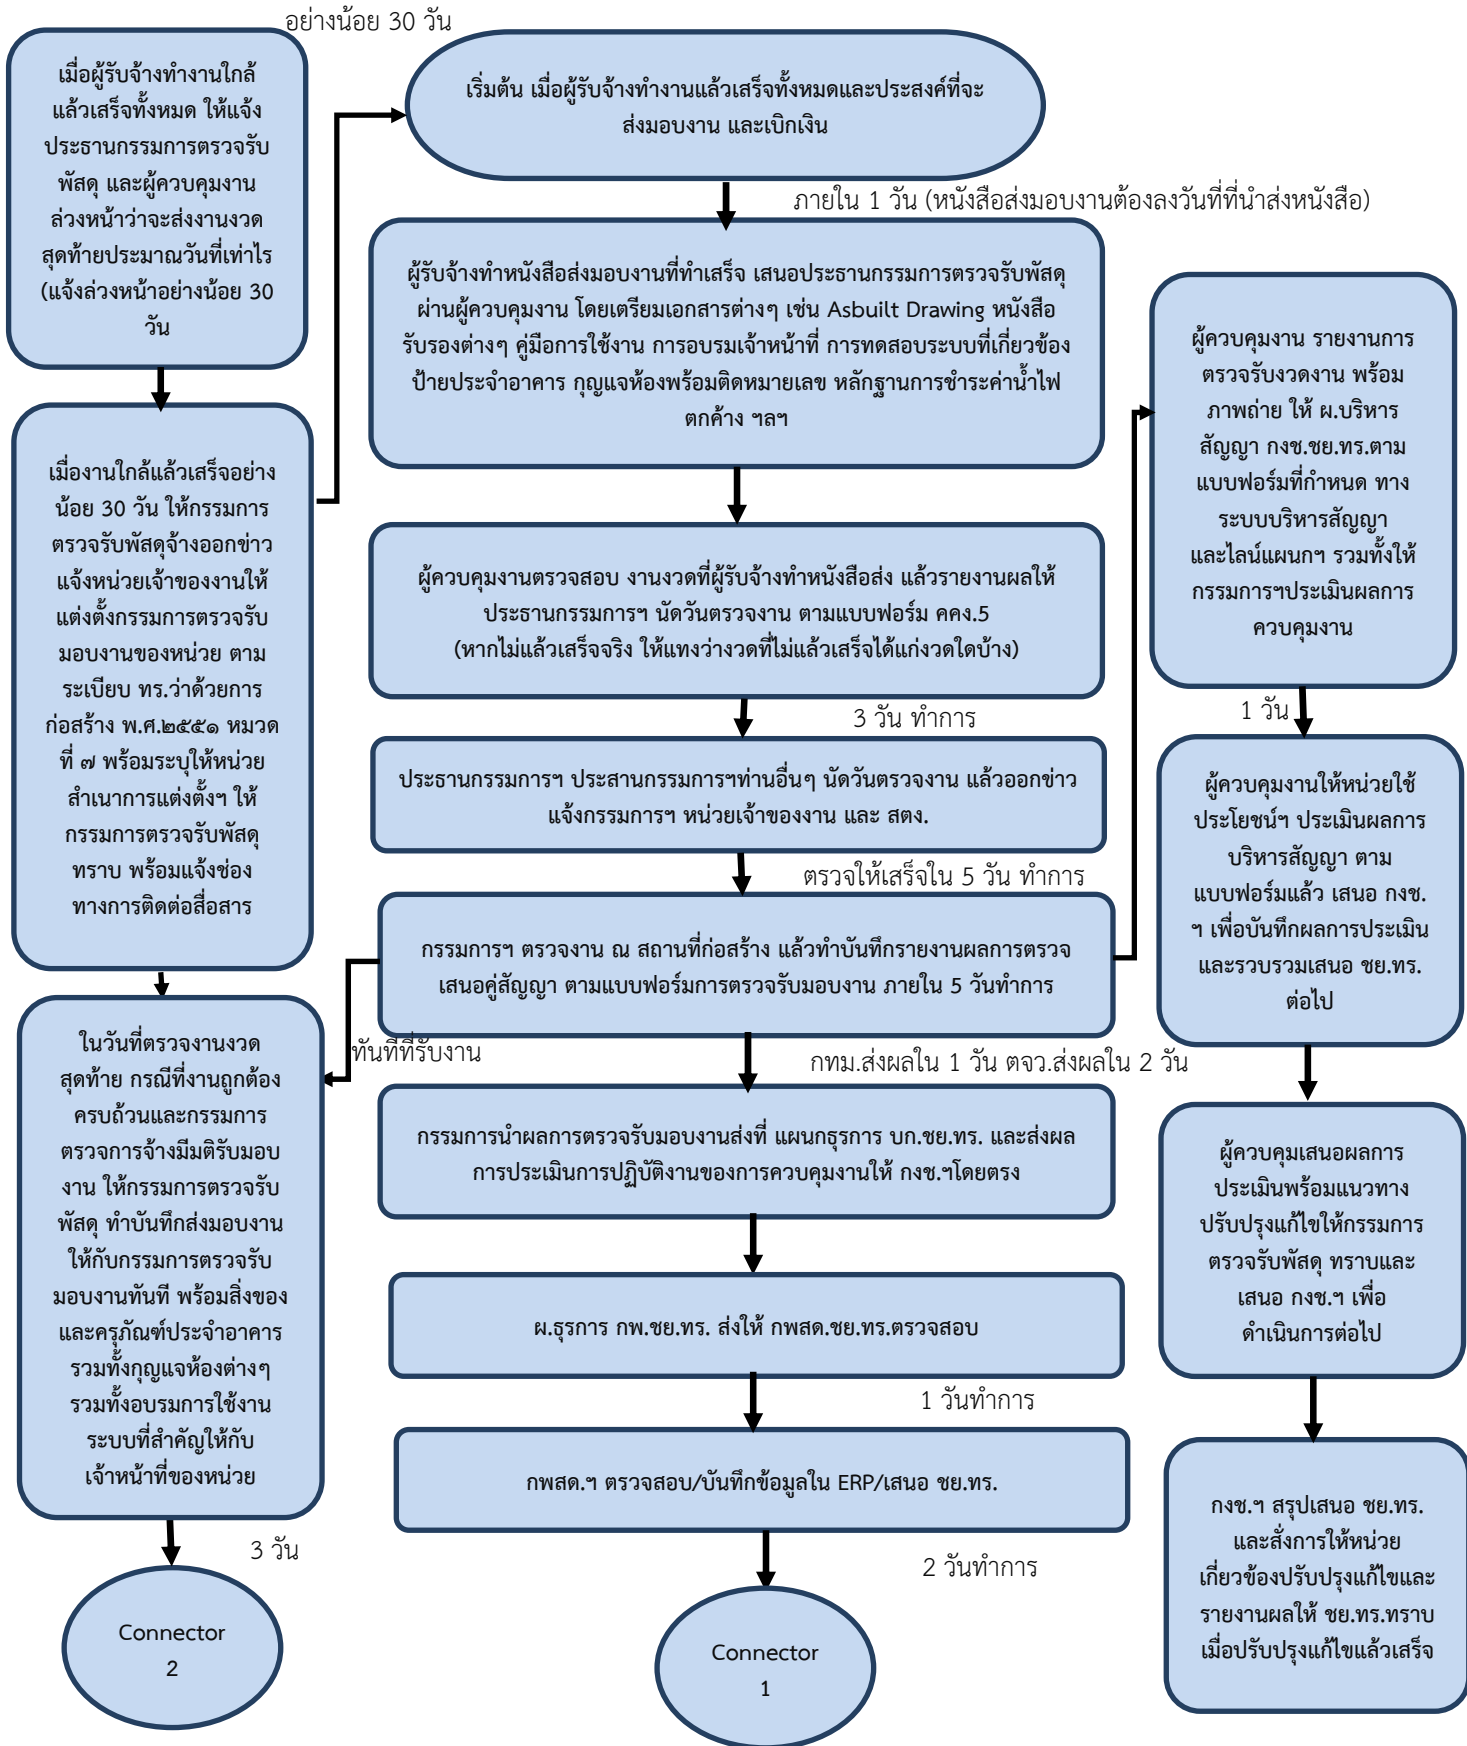 อย่างน้อย 30 วัน
เมื่อผู้รับจ้างทำงานใกล้
แล้วเสร็จทั้งหมด ให้แจ้ง
ประธานกรรมการตรวจรับ
พัสดุ และผู้ควบคุมงาน
ล่วงหน้าว่าจะส่งงานงวด
สุดท้ายประมาณวันที่เท่าไร
(แจ้งล่วงหน้าอย่างน้อย 30
วัน
เมื่องานใกล้แล้วเสร็จอย่าง
น้อย 30 วัน ให้กรรมการ
ตรวจรับพัสดุจ้างออกข่าว
แจ้งหน่วยเจ้าของงานให้
แต่งตั้งกรรมการตรวจรับ
มอบงานของหน่วย ตาม
ระเบียบ ทร.ว่าด้วยการ
ก่อสร้าง พ.ศ.๒๕๕๑ หมวด
ที่ ๗ พร้อมระบุให้หน่วย
สำเนาการแต่งตั้งฯ ให้
กรรมการตรวจรับพัสดุ
ทราบ พร้อมแจ้งช่อง
ทางการติดต่อสื่อสาร
ในวันที่ตรวจงานงวด
สุดท้าย กรณีที่งานถูกต้อง
ครบถ้วนและกรรมการ
ตรวจการจ้างมีมติรับมอบ
งาน ให้กรรมการตรวจรับ
พัสดุ ทำบันทึกส่งมอบงาน
ให้กับกรรมการตรวจรับ
มอบงานทันที พร้อมสิ่งของ
และครุภัณฑ์ประจำอาคาร
รวมทั้งกุญแจห้องต่างๆ
รวมทั้งอบรมการใช้งาน
ระบบที่สำคัญให้กับ
เจ้าหน้าที่ของหน่วย
3 วัน
Connector
2
เริ่มต้น เมื่อผู้รับจ้างทำงานแล้วเสร็จทั้งหมดและประสงค์ที่จะ
ส่งมอบงาน และเบิกเงิน
ภายใน 1 วัน (หนังสือส่งมอบงานต้องลงวันที่ที่นำส่งหนังสือ)
ผู้รับจ้างทำหนังสือส่งมอบงานที่ทำเสร็จ เสนอประธานกรรมการตรวจรับพัสดุ
ผ่านผู้ควบคุมงาน โดยเตรียมเอกสารต่างๆ เช่น Asbuilt Drawing หนังสือ
รับรองต่างๆ คู่มือการใช้งาน การอบรมเจ้าหน้าที่ การทดสอบระบบที่เกี่ยวข้อง
ป้ายประจำอาคาร กุญแจห้องพร้อมติดหมายเลข หลักฐานการชำระค่าน้ำไฟ
ตกค้าง ฯลฯ
ผู้ควบคุมงานตรวจสอบ งานงวดที่ผู้รับจ้างทำหนังสือส่ง แล้วรายงานผลให้
ประธานกรรมการฯ นัดวันตรวจงาน ตามแบบฟอร์ม คคง.5
(หากไม่แล้วเสร็จจริง ให้แทงว่างวดที่ไม่แล้วเสร็จได้แก่งวดใดบ้าง)
3 วัน ทำการ
ประธานกรรมการฯ ประสานกรรมการฯท่านอื่นๆ นัดวันตรวจงาน แล้วออกข่าว
แจ้งกรรมการฯ หน่วยเจ้าของงาน และ สตง.
ตรวจให้เสร็จใน 5 วัน ทำการ
กรรมการฯ ตรวจงาน ณ สถานที่ก่อสร้าง แล้วทำบันทึกรายงานผลการตรวจ
เสนอคู่สัญญา ตามแบบฟอร์มการตรวจรับมอบงาน ภายใน 5 วันทำการ
ทันทีที่รับงาน
กทม.ส่งผลใน 1 วัน ตจว.ส่งผลใน 2 วัน
กรรมการนำผลการตรวจรับมอบงานส่งที่ แผนกธุรการ บก.ชย.ทร. และส่งผล
การประเมินการปฏิบัติงานของการควบคุมงานให้ กงช.ฯโดยตรง
ผ.ธุรการ กพ.ชย.ทร. ส่งให้ กพสด.ชย.ทร.ตรวจสอบ
1 วันทำการ
กพสด.ฯ ตรวจสอบ/บันทึกข้อมูลใน ERP/เสนอ ชย.ทร.
2 วันทำการ
Connector
1
ผู้ควบคุมงาน รายงานการ
ตรวจรับงวดงาน พร้อม
ภาพถ่าย ให้ ผ.บริหาร
สัญญา กงช.ชย.ทร.ตาม
แบบฟอร์มที่กำหนด ทาง
ระบบบริหารสัญญา
และไลน์แผนกฯ รวมทั้งให้
กรรมการฯประเมินผลการ
ควบคุมงาน
1 วัน
ผู้ควบคุมงานให้หน่วยใช้
ประโยชน์ฯ ประเมินผลการ
บริหารสัญญา ตาม
แบบฟอร์มแล้ว เสนอ กงช.
ฯ เพื่อบันทึกผลการประเมิน
และรวบรวมเสนอ ชย.ทร.
ต่อไป
ผู้ควบคุมเสนอผลการ
ประเมินพร้อมแนวทาง
ปรับปรุงแก้ไขให้กรรมการ
ตรวจรับพัสดุ ทราบและ
เสนอ กงช.ฯ เพื่อ
ดำเนินการต่อไป
กงช.ฯ สรุปเสนอ ชย.ทร.
และสั่งการให้หน่วย
เกี่ยวข้องปรับปรุงแก้ไขและ
รายงานผลให้ ชย.ทร.ทราบ
เมื่อปรับปรุงแก้ไขแล้วเสร็จ